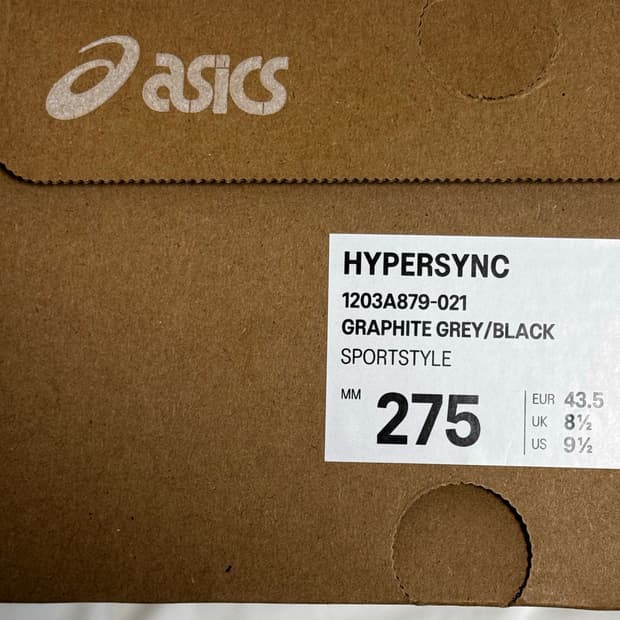 asics
HYPERSYNC
1203A879-021
GRAPHITE GREY/BLACK
SPORTSTYLE
MM 275
EUR 43.5
UK 8½
US 9½